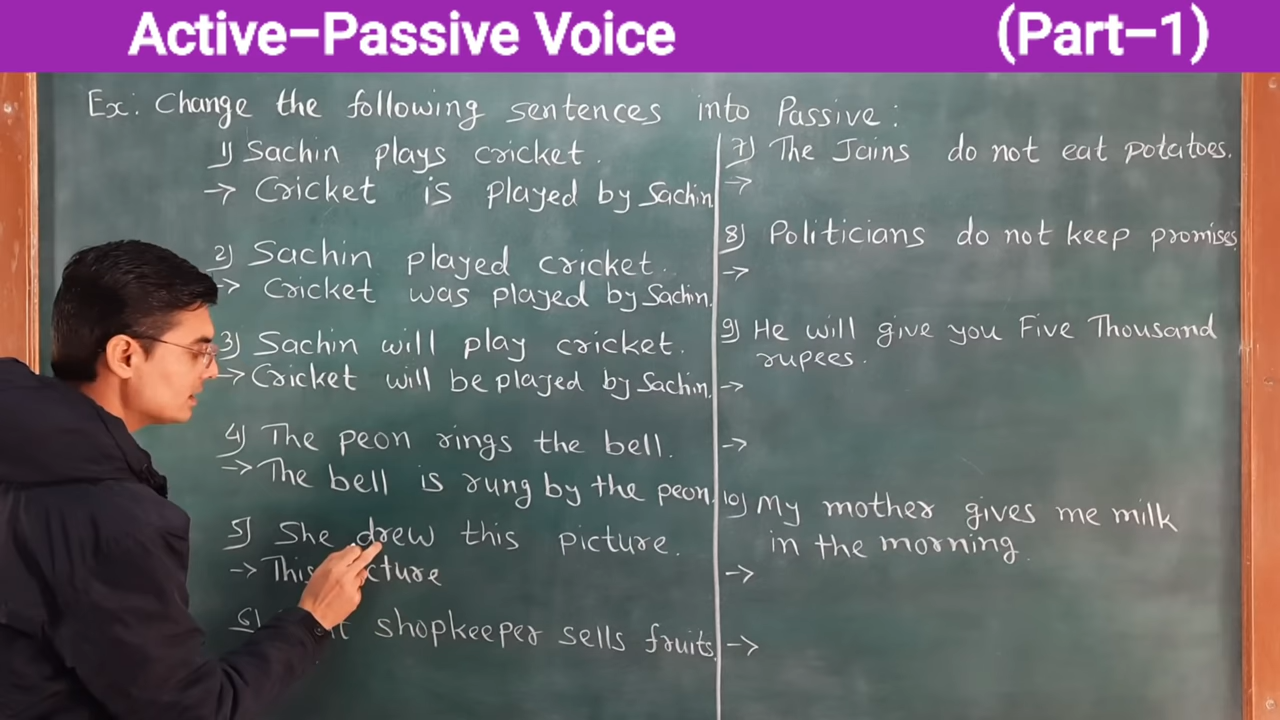 Active–Passive Voice (Part–1)
Ex: Change the following sentences into Passive:
1) Sachin plays cricket.
→ Cricket is played by Sachin
2) Sachin played cricket.
→ Cricket was played by Sachin.
3) Sachin will play cricket.
→ Cricket will be played by Sachin.
4) The peon rings the bell.
→ The bell is rung by the peon.
5) She drew this picture.
→ This
6) shopkeeper sells fruits.
7) The Jains do not eat potatoes.
→
8) Politicians do not keep promises
→
9) He will give you Five Thousand
rupees.
→
→
10) My mother gives me milk
in the morning.
→
→